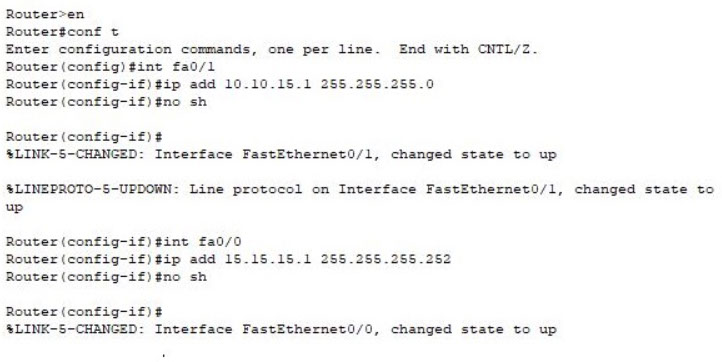 Router>en
Router#conf t
Enter configuration commands, one per line.  End with CNTL/Z.
Router(config)#int fa0/1
Router(config-if)#ip add 10.10.15.1 255.255.255.0
Router(config-if)#no sh
Router(config-if)#
%LINK-5-CHANGED: Interface FastEthernet0/1, changed state to up
%LINEPROTO-5-UPDOWN: Line protocol on Interface FastEthernet0/1, changed state to
up
Router(config-if)#int fa0/0
Router(config-if)#ip add 15.15.15.1 255.255.255.252
Router(config-if)#no sh
Router(config-if)#
%LINK-5-CHANGED: Interface FastEthernet0/0, changed state to up